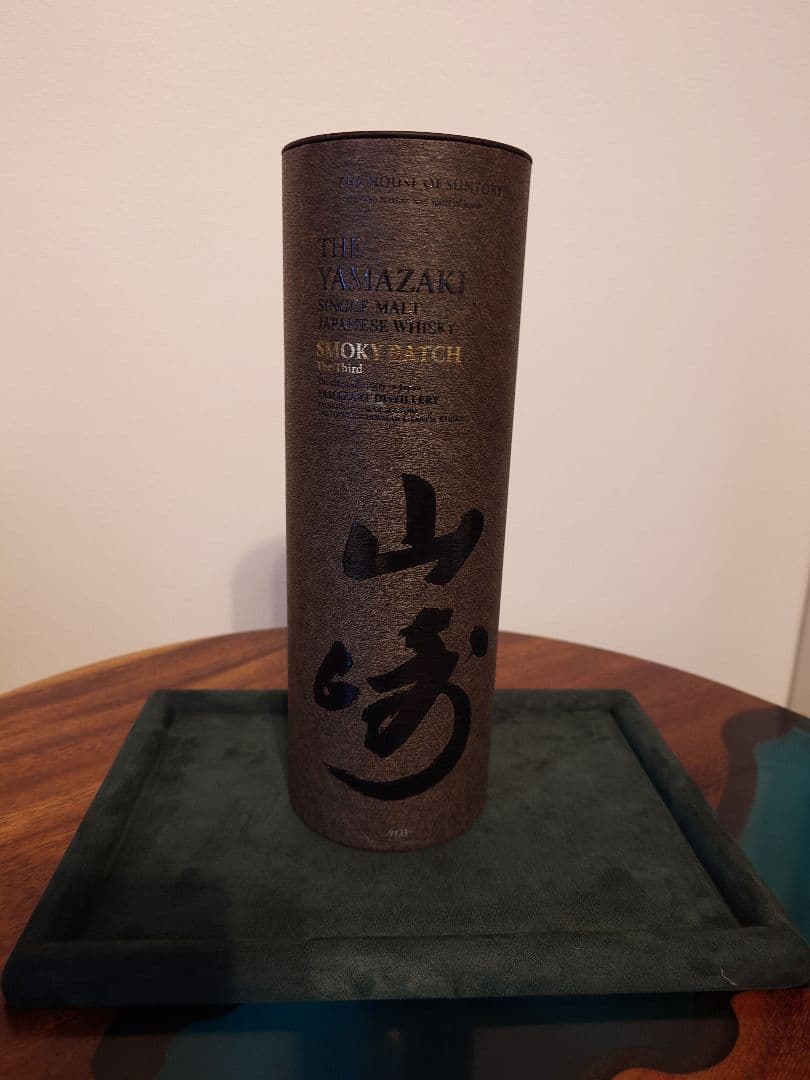 THE HOUSE OF SUNTORY
THE
YAMAZAKI
SINGLE MALT
JAPANESE WHISKY
SMOKY BATCH
The Third
YAMAZAKI DISTILLERY
山
崎